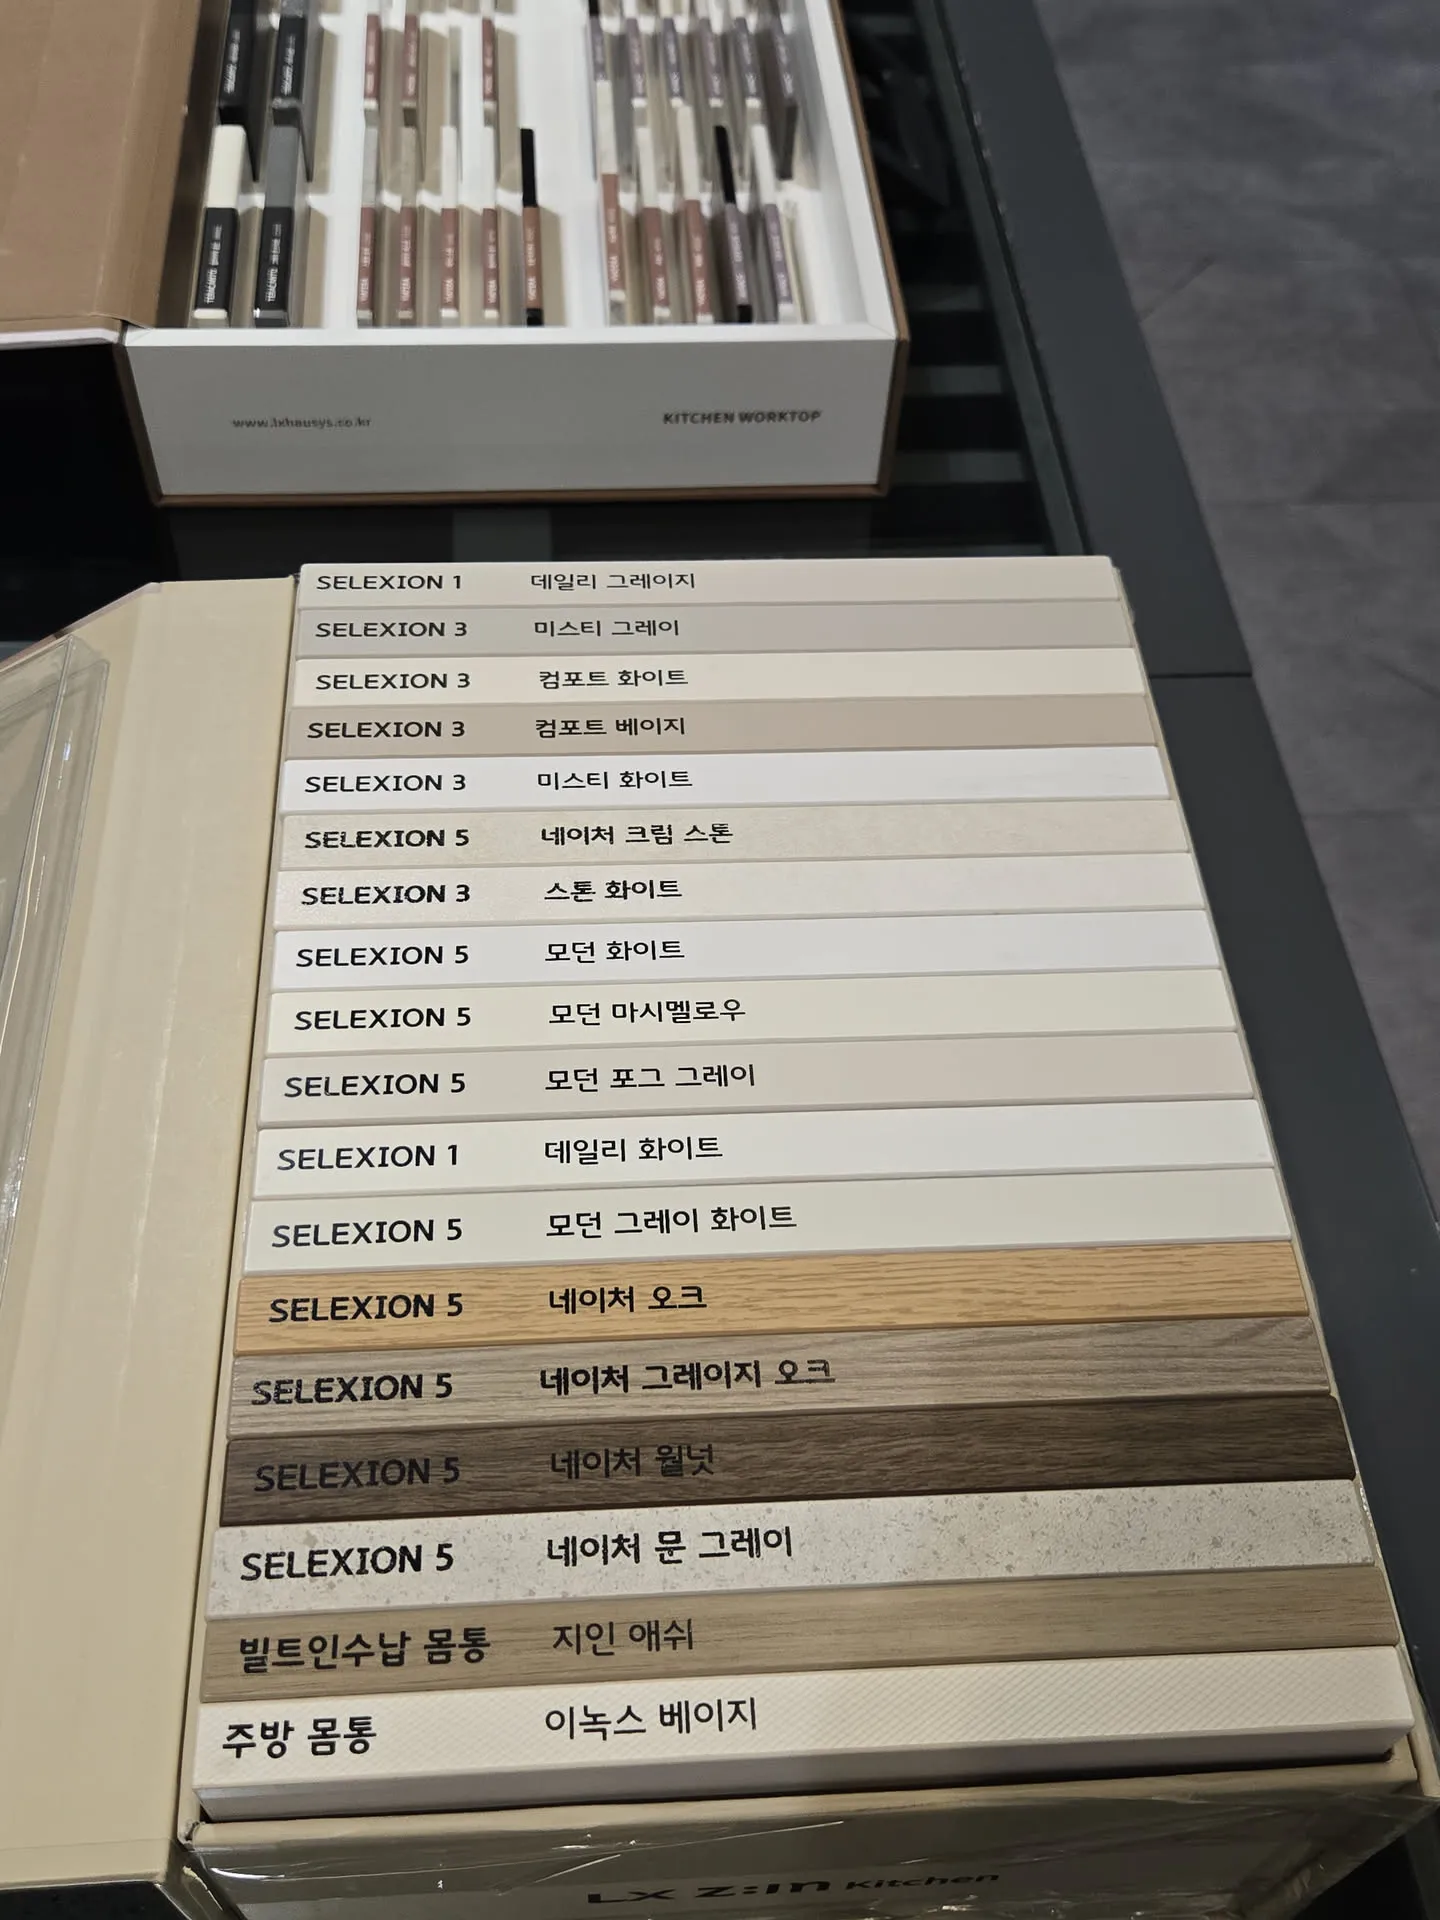 www.lxhausys.co.kr
KITCHEN WORKTOP
SELEXION 1 데일리 그레이지
SELEXION 3 미스티 그레이
SELEXION 3 컴포트 화이트
SELEXION 3 컴포트 베이지
SELEXION 3 미스티 화이트
SELEXION 5 네이처 크림 스톤
SELEXION 3 스톤 화이트
SELEXION 5 모던 화이트
SELEXION 5 모던 마시멜로우
SELEXION 5 모던 포그 그레이
SELEXION 1 데일리 화이트
SELEXION 5 모던 그레이 화이트
SELEXION 5 네이처 오크
SELEXION 5 네이처 그레이지 오크
SELEXION 5 네이처 월넛
SELEXION 5 네이처 문 그레이
빌트인수납 몸통 지인 애쉬
주방 몸통 이녹스 베이지
LX z:in Kitchen